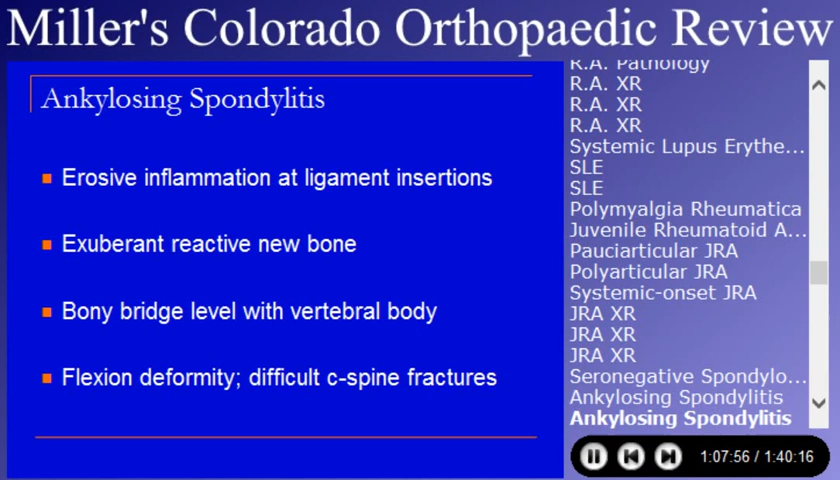 Miller's Colorado Orthopaedic Review
Ankylosing Spondylitis
Erosive inflammation at ligament insertions
Exuberant reactive new bone
Bony bridge level with vertebral body
Flexion deformity; difficult c-spine fractures
R.A. Pathology
R.A. XR
R.A. XR
R.A. XR
Systemic Lupus Erythe...
SLE
SLE
Polymyalgia Rheumatica
Juvenile Rheumatoid A...
Pauciarticular JRA
Polyarticular JRA
Systemic-onset JRA
JRA XR
JRA XR
JRA XR
Seronegative Spondylo...
Ankylosing Spondylitis
Ankylosing Spondylitis
1:07:56 / 1:40:16